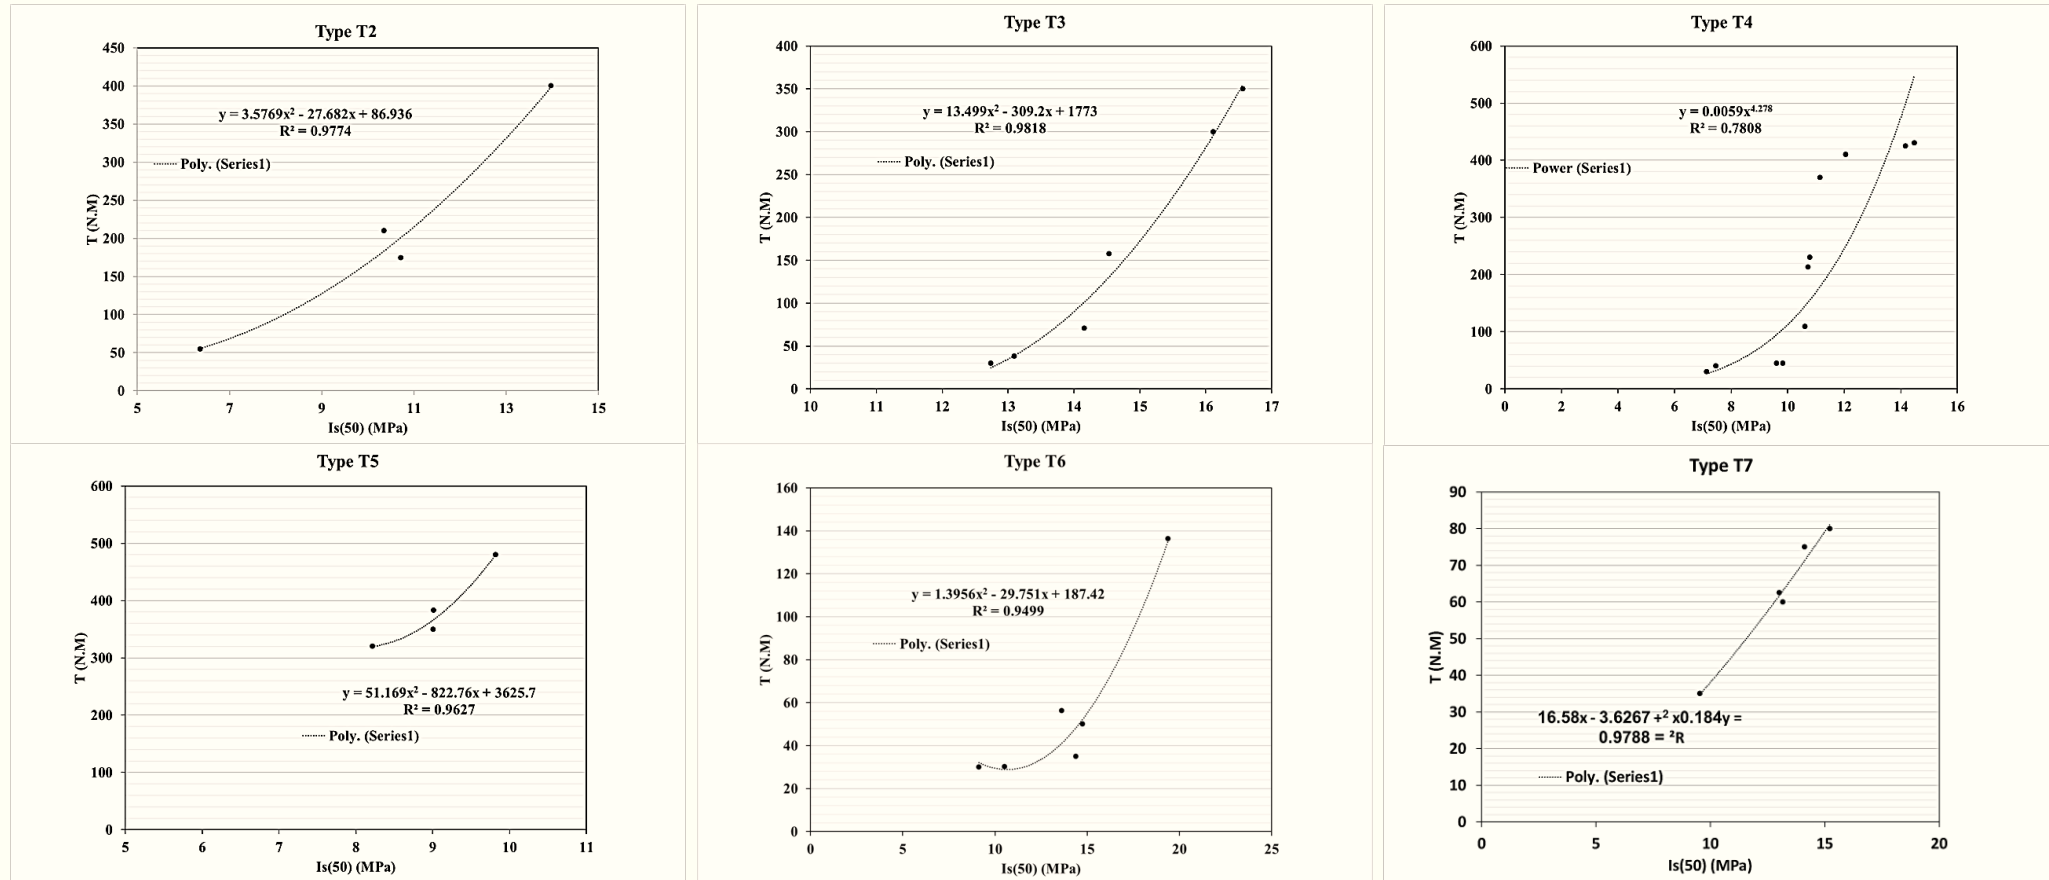 Type T2
450
400
350
300
250
200
150
100
50
0
T (N.M)
y = 3.5769x² - 27.682x + 86.936
R² = 0.9774
Poly. (Series1)
5 7 9 11 13 15
Is(50) (MPa)
Type T3
400
350
300
250
200
150
100
50
0
T (N.M)
y = 13.499x² - 309.2x + 1773
R² = 0.9818
Poly. (Series1)
10 11 12 13 14 15 16 17
Is(50) (MPa)
Type T4
600
500
400
300
200
100
0
T (N.M)
y = 0.0059x⁴·²⁷⁸
R² = 0.7808
Power (Series1)
0 2 4 6 8 10 12 14 16
Is(50) (MPa)
Type T5
600
500
400
300
200
100
0
T (N.M)
y = 51.169x² - 822.76x + 3625.7
R² = 0.9627
Poly. (Series1)
5 6 7 8 9 10 11
Is(50) (MPa)
Type T6
160
140
120
100
80
60
40
20
0
T (N.M)
y = 1.3956x² - 29.751x + 187.42
R² = 0.9499
Poly. (Series1)
0 5 10 15 20 25
Is(50) (MPa)
Type T7
90
80
70
60
50
40
30
20
10
0
T (N.M)
16.58x - 3.6267 +² x0.184y =
0.9788 = ²R
Poly. (Series1)
0 5 10 15 20
Is(50) (MPa)